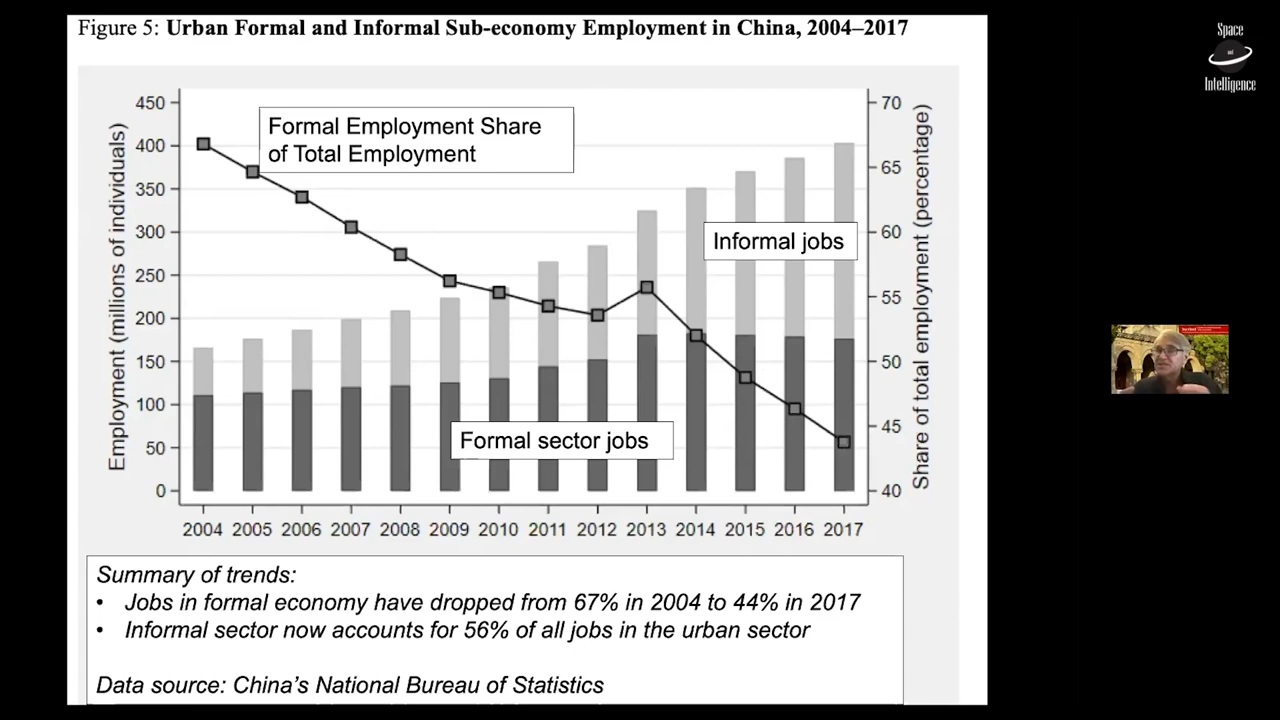 Figure 5: Urban Formal and Informal Sub-economy Employment in China, 2004–2017
Space
and
Intelligence
Employment (millions of individuals)
450
400
350
300
250
200
150
100
50
0
Formal Employment Share
of Total Employment
Informal jobs
Formal sector jobs
70
65
60
55
50
45
40
Share of total employment (percentage)
2004 2005 2006 2007 2008 2009 2010 2011 2012 2013 2014 2015 2016 2017
Summary of trends:
• Jobs in formal economy have dropped from 67% in 2004 to 44% in 2017
• Informal sector now accounts for 56% of all jobs in the urban sector
Data source: China's National Bureau of Statistics